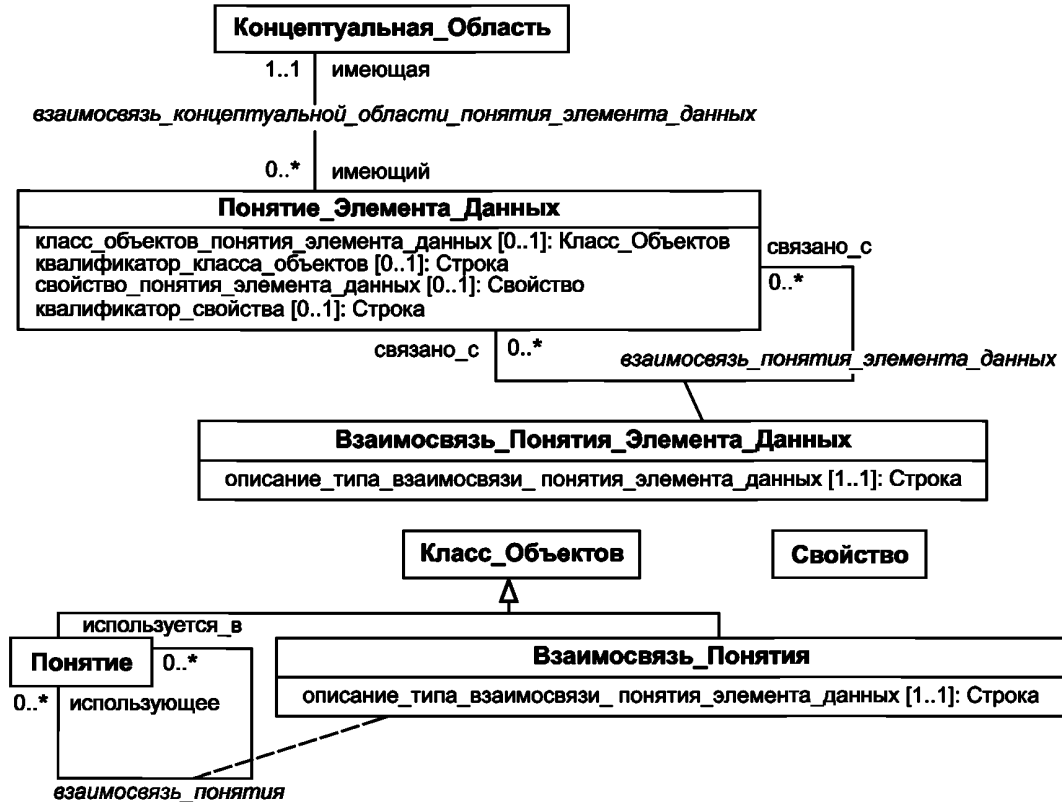 Концептуальная_Область
1..1 имеющая
взаимосвязь_концептуальной_области_понятия_элемента_данных
0..* имеющий
Понятие_Элемента_Данных
класс_объектов_понятия_элемента_данных [0..1]: Класс_Объектов
квалификатор_класса_объектов [0..1]: Строка
свойство_понятия_элемента_данных [0..1]: Свойство
квалификатор_свойства [0..1]: Строка
связано_с
0..*
связано_с 0..*
взаимосвязь_понятия_элемента_данных
Взаимосвязь_Понятия_Элемента_Данных
описание_типа_взаимосвязи_ понятия_элемента_данных [1..1]: Строка
Класс_Объектов
Свойство
используется_в
Понятие 0..*
0..* использующее
Взаимосвязь_Понятия
описание_типа_взаимосвязи_ понятия_элемента_данных [1..1]: Строка
взаимосвязь_понятия